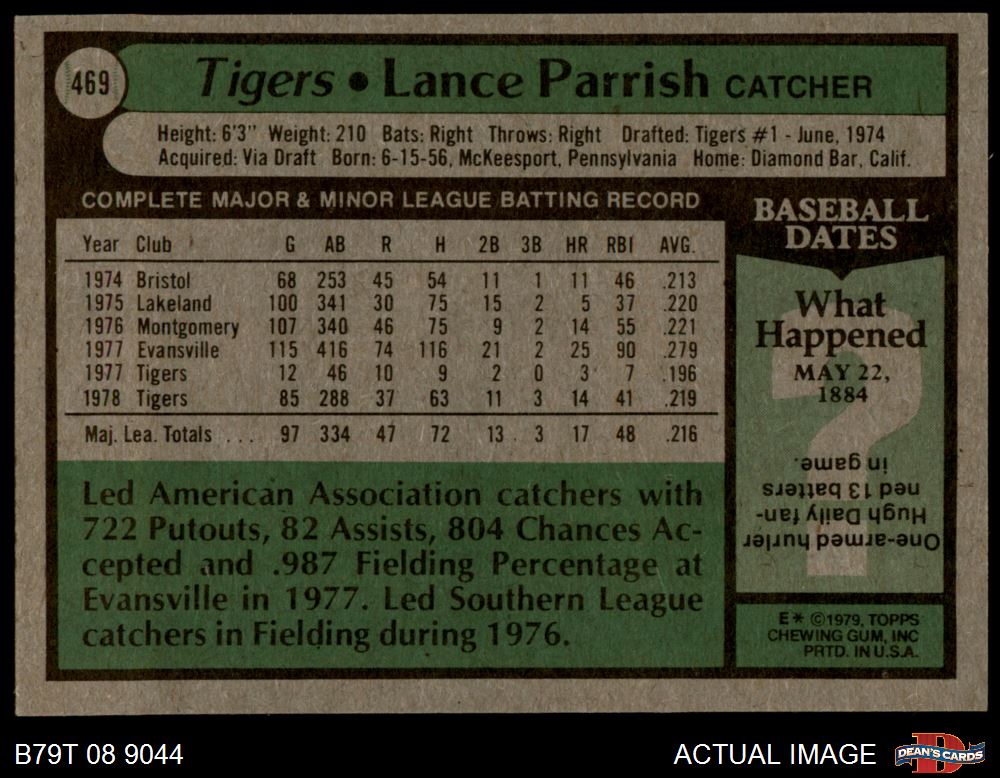 469
Tigers • Lance Parrish CATCHER
Height: 6'3" Weight: 210 Bats: Right Throws: Right Drafted: Tigers #1 - June, 1974
Acquired: Via Draft Born: 6-15-56, McKeesport, Pennsylvania Home: Diamond Bar, Calif.
COMPLETE MAJOR & MINOR LEAGUE BATTING RECORD
Year Club G AB R H 2B 3B HR RBI AVG.
1974 Bristol 68 253 45 54 11 1 11 46 .213
1975 Lakeland 100 341 30 75 15 2 5 37 .220
1976 Montgomery 107 340 46 75 9 2 14 55 .221
1977 Evansville 115 416 74 116 21 2 25 90 .279
1977 Tigers 12 46 10 9 2 0 3 7 .196
1978 Tigers 85 288 37 63 11 3 14 41 .219
Maj. Lea. Totals . . . 97 334 47 72 13 3 17 48 .216
Led American Association catchers with
722 Putouts, 82 Assists, 804 Chances Ac-
cepted and .987 Fielding Percentage at
Evansville in 1977. Led Southern League
catchers in Fielding during 1976.
BASEBALL
DATES
What
Happened
MAY 22,
1884
One-armed hurler
Hugh Daily fan-
ned 13 batters
in game.
E* ©1979, TOPPS
CHEWING GUM, INC
PRTD. IN U.S.A.
B79T 08 9044
ACTUAL IMAGE
DEAN'S CARDS